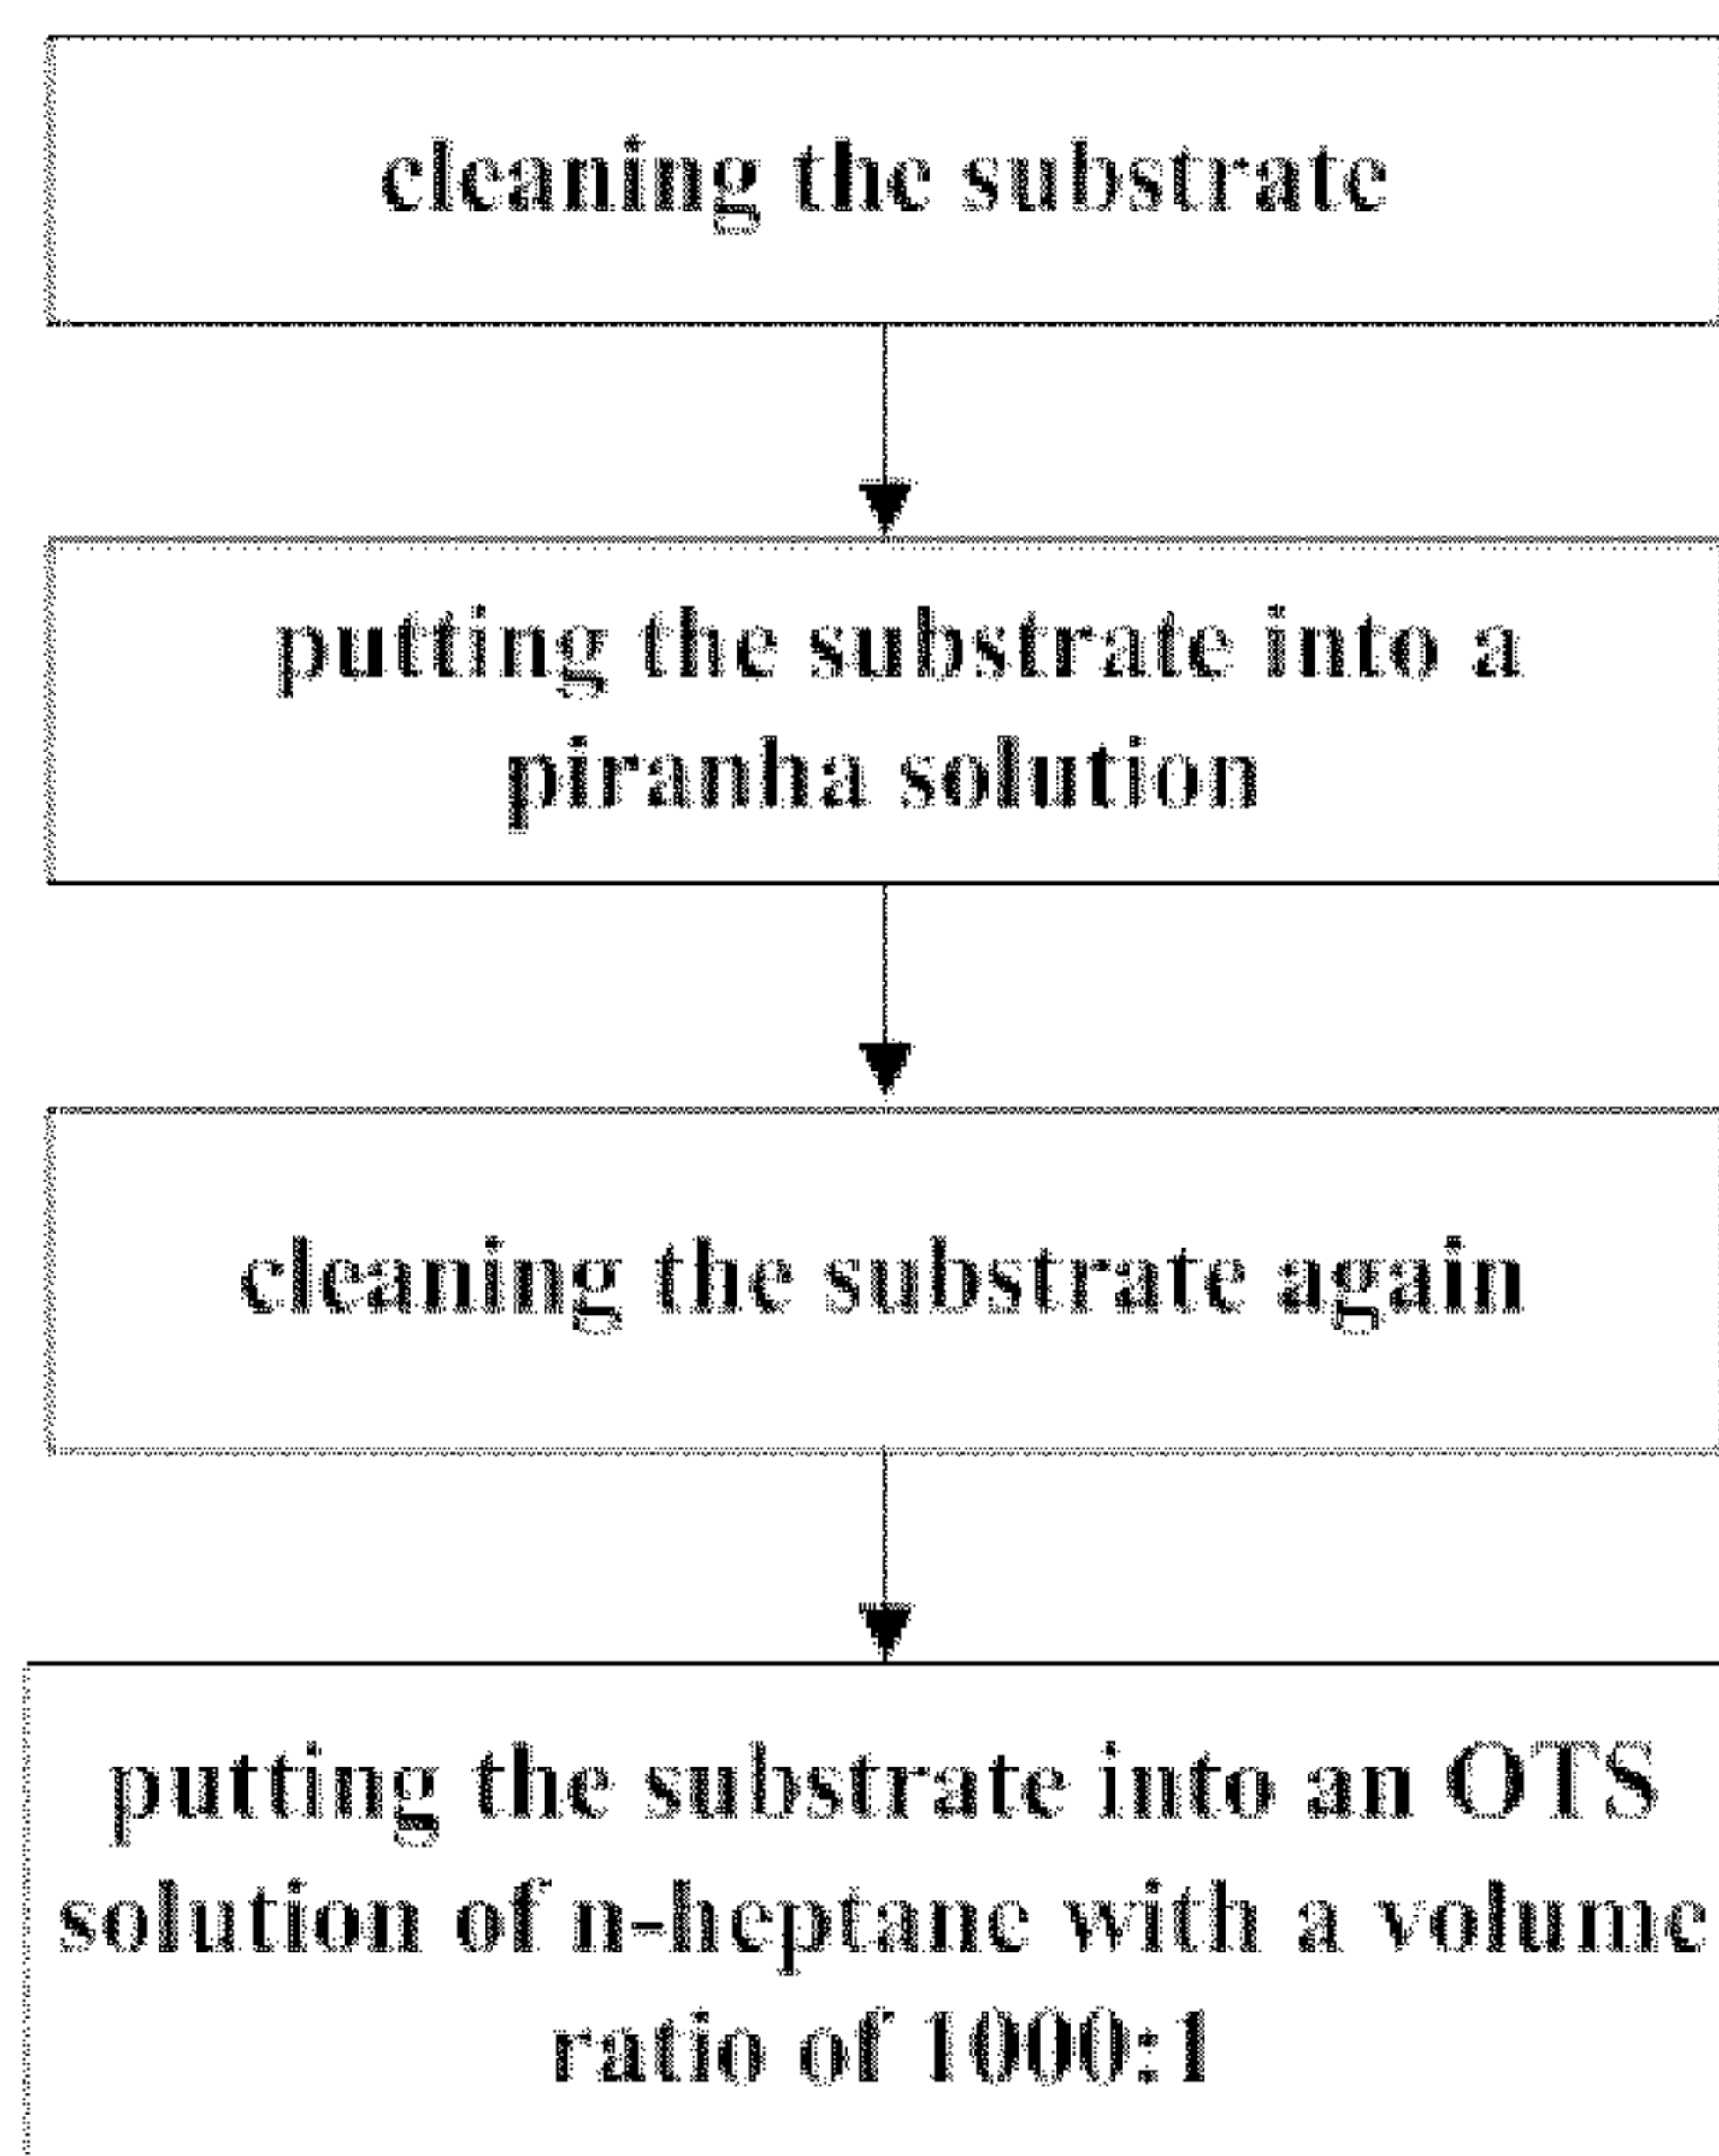 cleaning the substrate
putting the substrate into a
piranha solution
cleaning the substrate again
putting the substrate into an OTS
solution of n-heptane with a volume
ratio of 1000:1